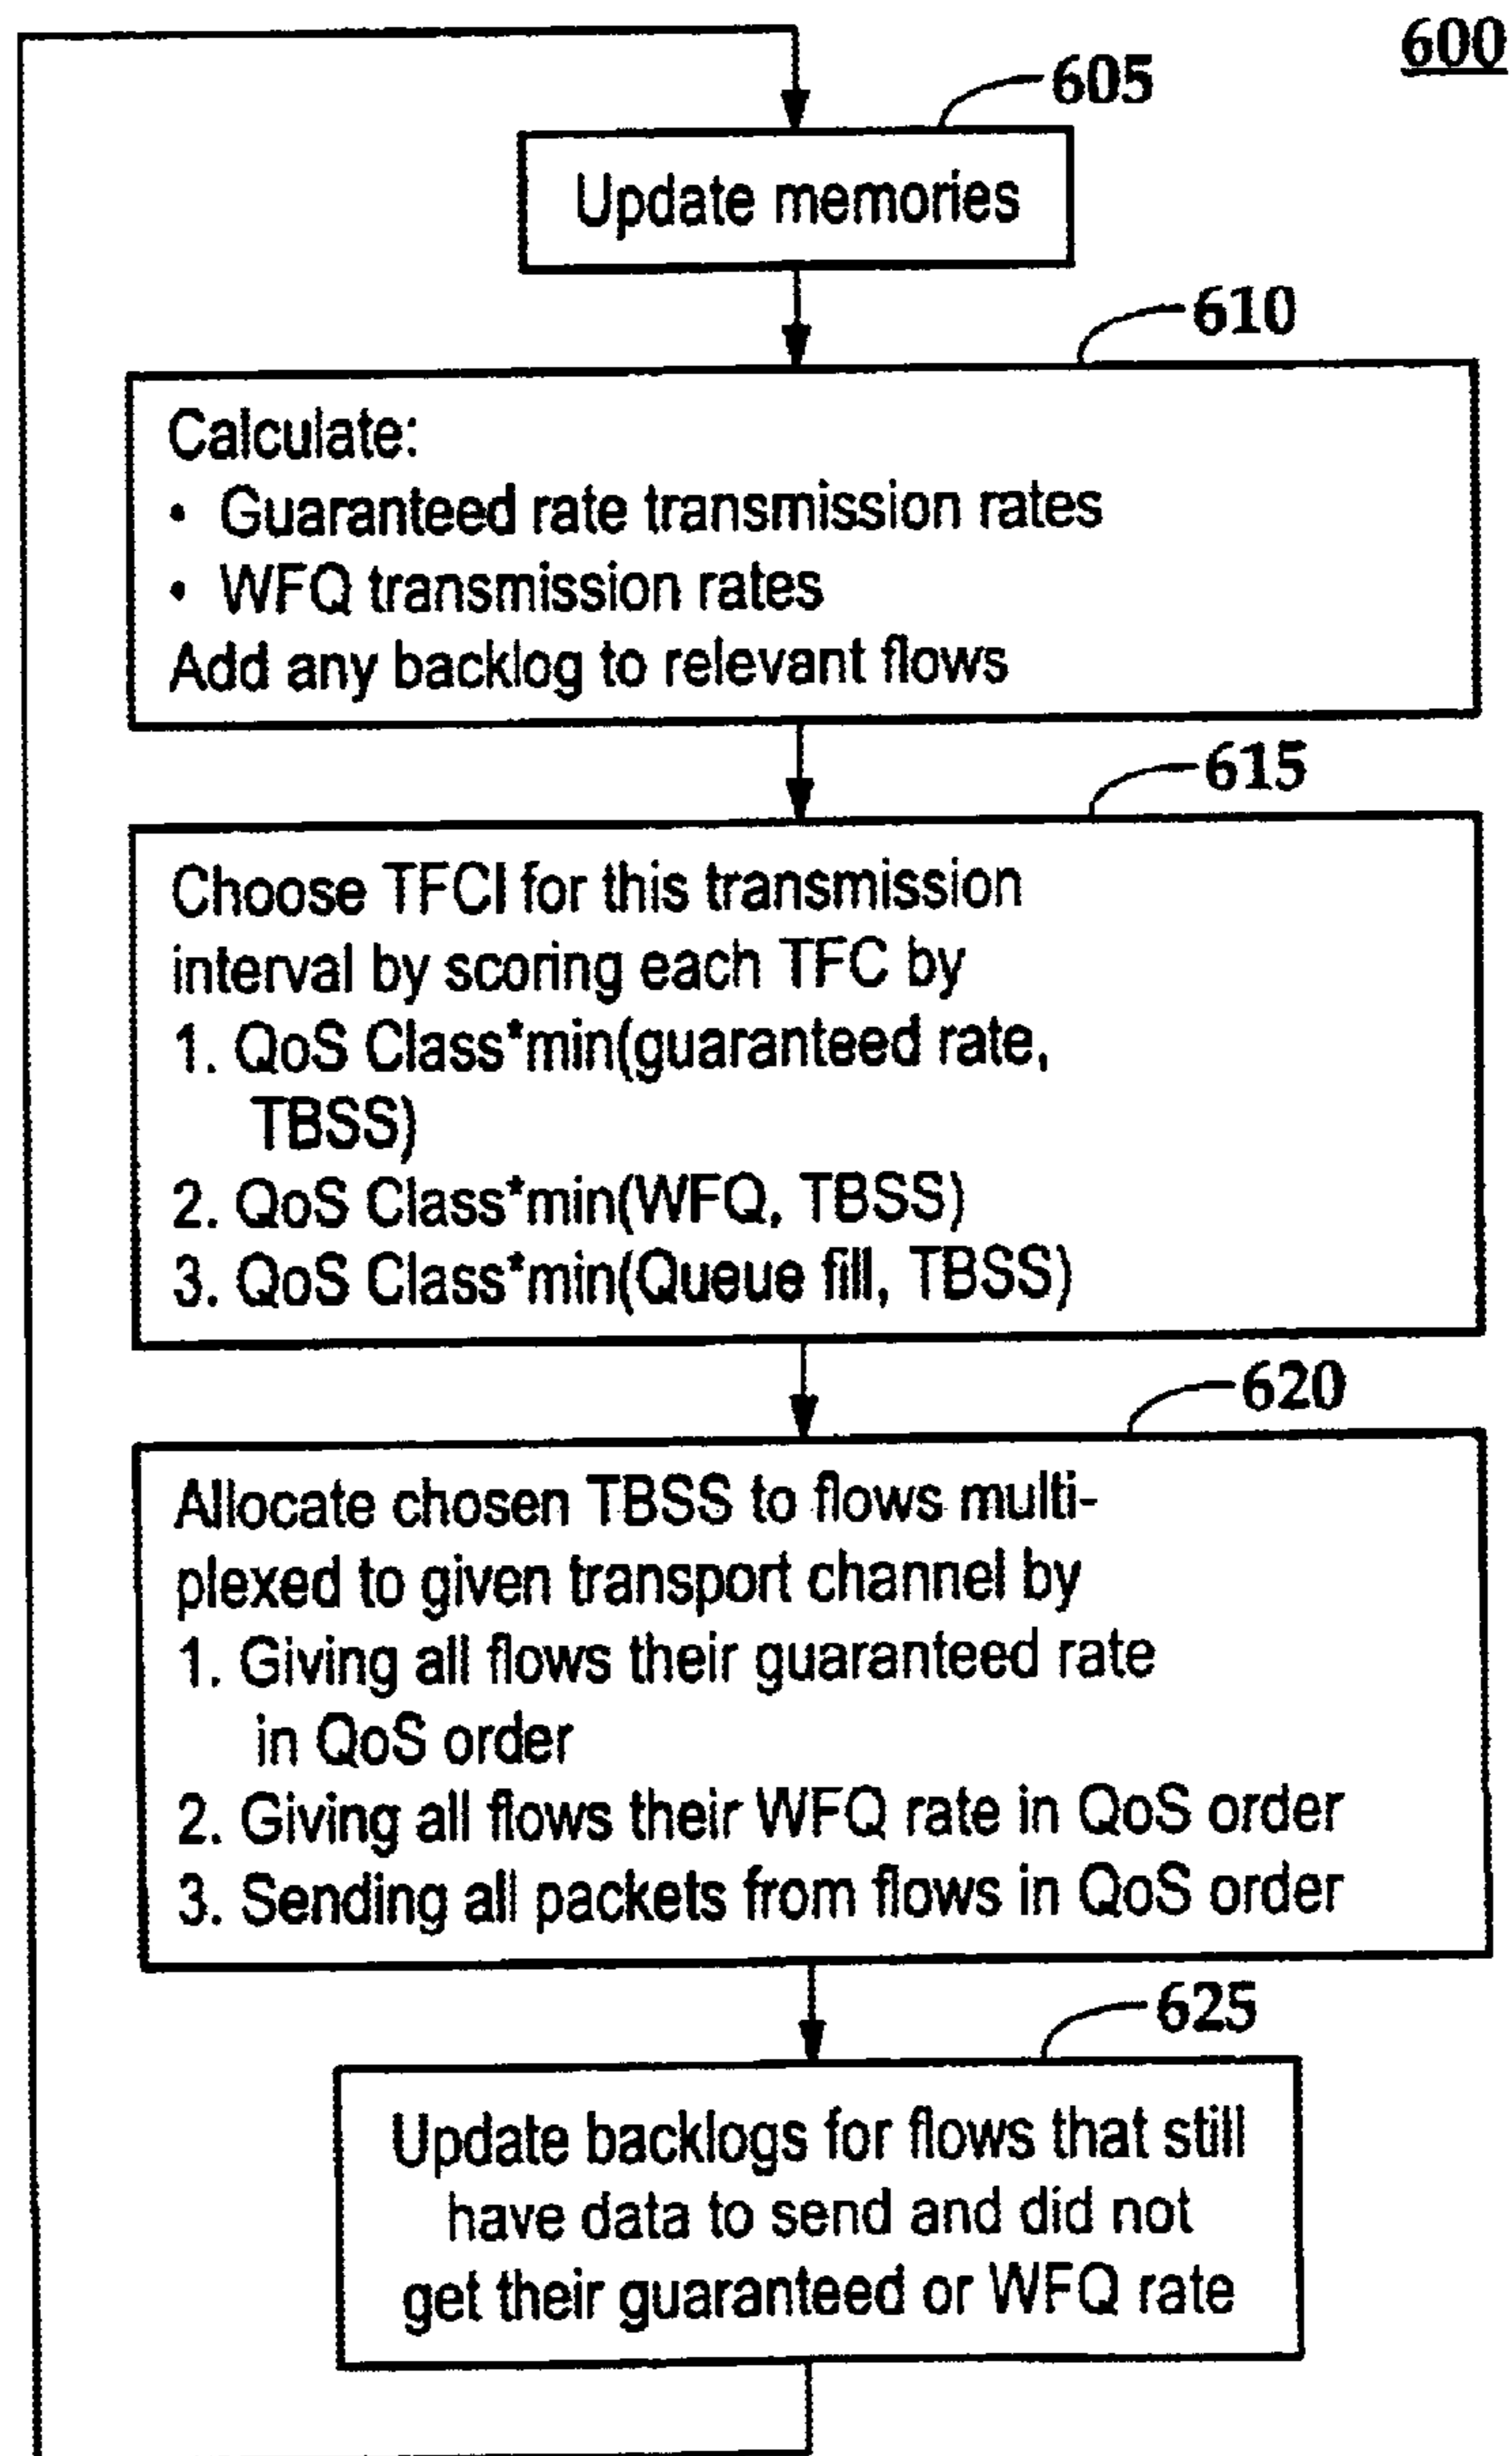 600
605
Update memories
610
Calculate:
• Guaranteed rate transmission rates
• WFQ transmission rates
Add any backlog to relevant flows
615
Choose TFCI for this transmission
interval by scoring each TFC by
1. QoS Class*min(guaranteed rate,
TBSS)
2. QoS Class*min(WFQ, TBSS)
3. QoS Class*min(Queue fill, TBSS)
620
Allocate chosen TBSS to flows multi-
plexed to given transport channel by
1. Giving all flows their guaranteed rate
in QoS order
2. Giving all flows their WFQ rate in QoS order
3. Sending all packets from flows in QoS order
625
Update backlogs for flows that still
have data to send and did not
get their guaranteed or WFQ rate